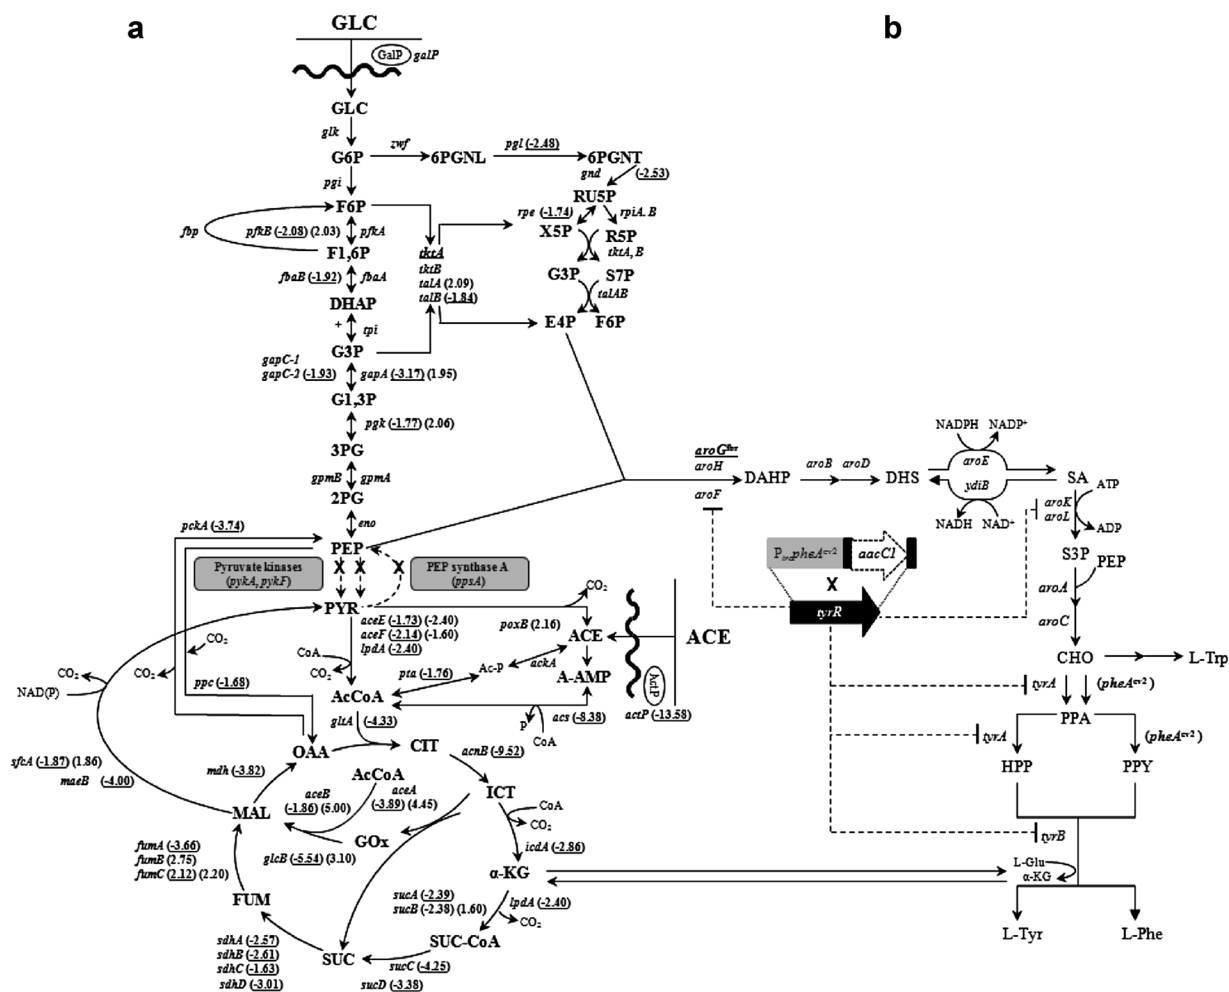 a
b
GLC
GalP galP
GLC
glk
G6P zwf 6PGNL pgl (-2.48) 6PGNT
pgi
gnd (-2.53)
RU5P
F6P
rpe (-1.74) rpiA. B
fbp pfkB (-2.08) (2.03) pfkA
X5P R5P
F1,6P
tktA
tktA, B
tktB
fbaB (-1.92) fbaA
G3P S7P
talA (2.09)
talB (-1.84)
talAB
DHAP
E4P F6P
+ tpi
G3P
gapC-1
gapC-2 (-1.93) gapA (-3.17) (1.95)
G1,3P
pgk (-1.77) (2.06)
3PG
gpmB gpmA
2PG
eno
pckA (-3.74)
PEP
Pyruvate kinases
(pykA, pykF)
X X X
PEP synthase A
(ppsA)
PYR
CO2
aceE (-1.73) (-2.40)
aceF (-2.14) (-1.60)
lpdA (-2.40)
poxB (2.16)
ACE
ACE
CO2
CO2
CO2
CoA
CO2
Ac-P
ackA
A-AMP
ActP
NAD(P)
ppc (-1.68)
pta (-1.76)
AcCoA
P
CoA
acs (-8.38)
actP (-13.58)
gltA (-4.33)
OAA
CIT
acnB (-9.52)
sfcA (-1.87) (1.86)
maeB (-4.00)
mdh (-3.82)
AcCoA
aceB
(-1.86) (5.00)
aceA
(-3.89) (4.45)
ICT
CoA
CO2
MAL
GOx
icdA (-2.86)
fumA (-3.66)
fumB (2.75)
fumC (2.12) (2.20)
glcB (-5.54) (3.10)
α-KG
FUM
sucA (-2.39)
sucB (-2.38) (1.60)
lpdA (-2.40)
CO2
SUC-CoA
sdhA (-2.57)
sdhB (-2.61)
sdhC (-1.63)
sdhD (-3.01)
SUC
sucC (-4.25)
sucD (-3.38)
NADPH NADP+
aroGfbr
aroH
aroF
DAHP
aroB aroD
DHS
aroE
ydiB
SA
NADH NAD+
aroK
aroL
ATP
ADP
pheAev2
aacC1
X
tyrR
S3P PEP
aroA
aroC
CHO
L-Trp
tyrA (pheAev2)
PPA
tyrA (pheAev2)
HPP PPY
tyrB
L-Glu
α-KG
L-Tyr L-Phe